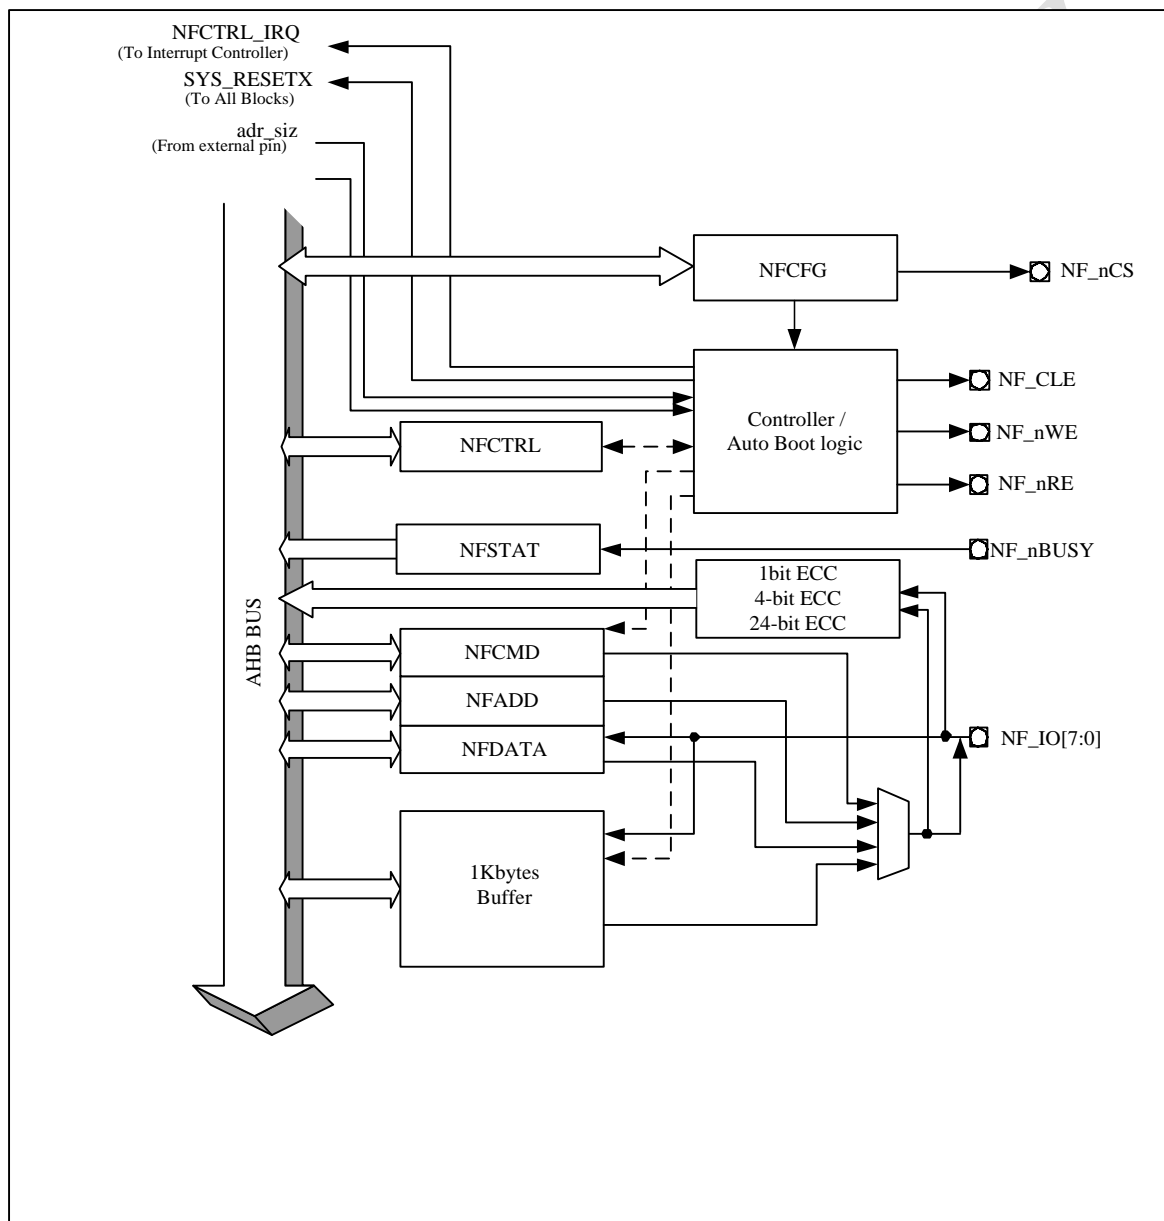 NFCTRL_IRQ
(To Interrupt Controller)
SYS_RESETX
(To All Blocks)
adr_siz
(From external pin)
NFCFG
NF_nCS
Controller /
Auto Boot logic
NF_CLE
NF_nWE
NF_nRE
NFCTRL
NFSTAT
NF_nBUSY
1bit ECC
4-bit ECC
24-bit ECC
AHB BUS
NFCMD
NFADD
NFDATA
NF_IO[7:0]
1Kbytes
Buffer